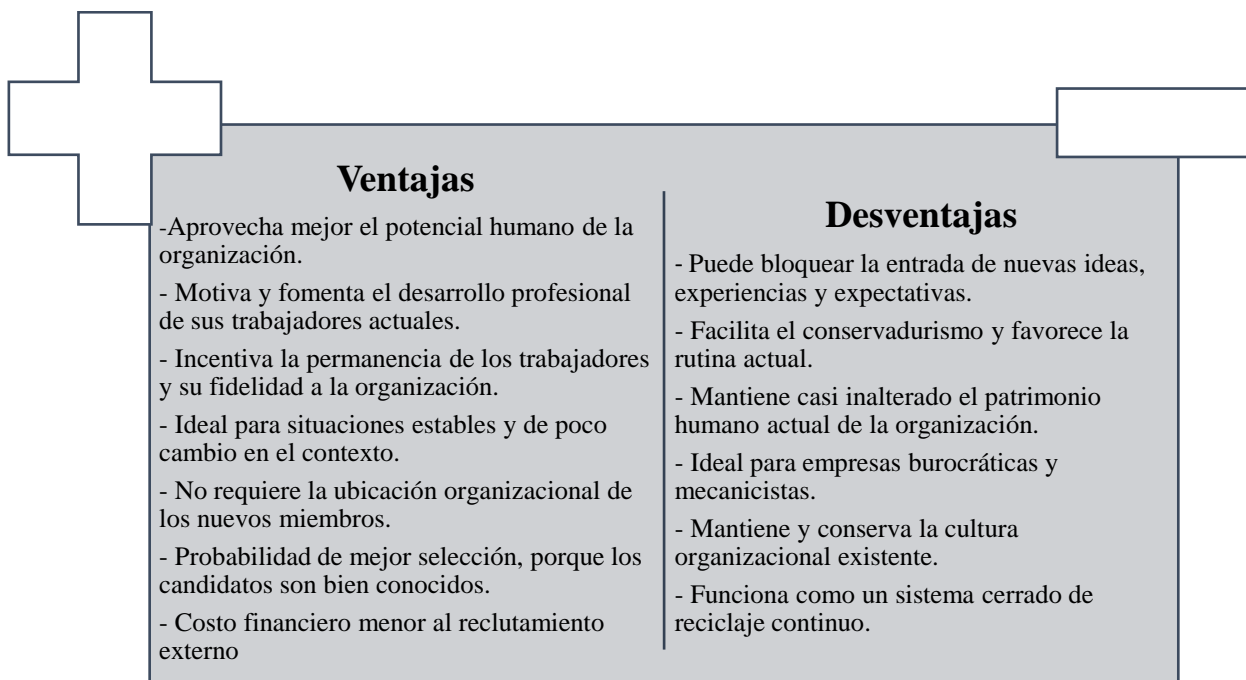 Ventajas
-Aprovecha mejor el potencial humano de la
organización.
- Motiva y fomenta el desarrollo profesional
de sus trabajadores actuales.
- Incentiva la permanencia de los trabajadores
y su fidelidad a la organización.
- Ideal para situaciones estables y de poco
cambio en el contexto.
- No requiere la ubicación organizacional de
los nuevos miembros.
- Probabilidad de mejor selección, porque los
candidatos son bien conocidos.
- Costo financiero menor al reclutamiento
externo
Desventajas
- Puede bloquear la entrada de nuevas ideas,
experiencias y expectativas.
- Facilita el conservadurismo y favorece la
rutina actual.
- Mantiene casi inalterado el patrimonio
humano actual de la organización.
- Ideal para empresas burocráticas y
mecanicistas.
- Mantiene y conserva la cultura
organizacional existente.
- Funciona como un sistema cerrado de
reciclaje continuo.